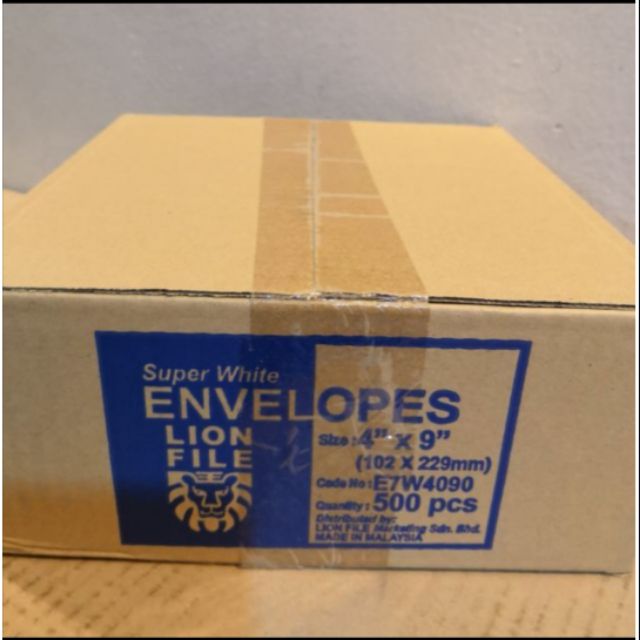 Super White
ENVELOPES
LION
FILE
Size : 4" x 9"
(102 X 229mm)
Code No : E7W4090
Quantity : 500 pcs
Distributed by:
LION FILE Marketing Sdn. Bhd.
MADE IN MALAYSIA